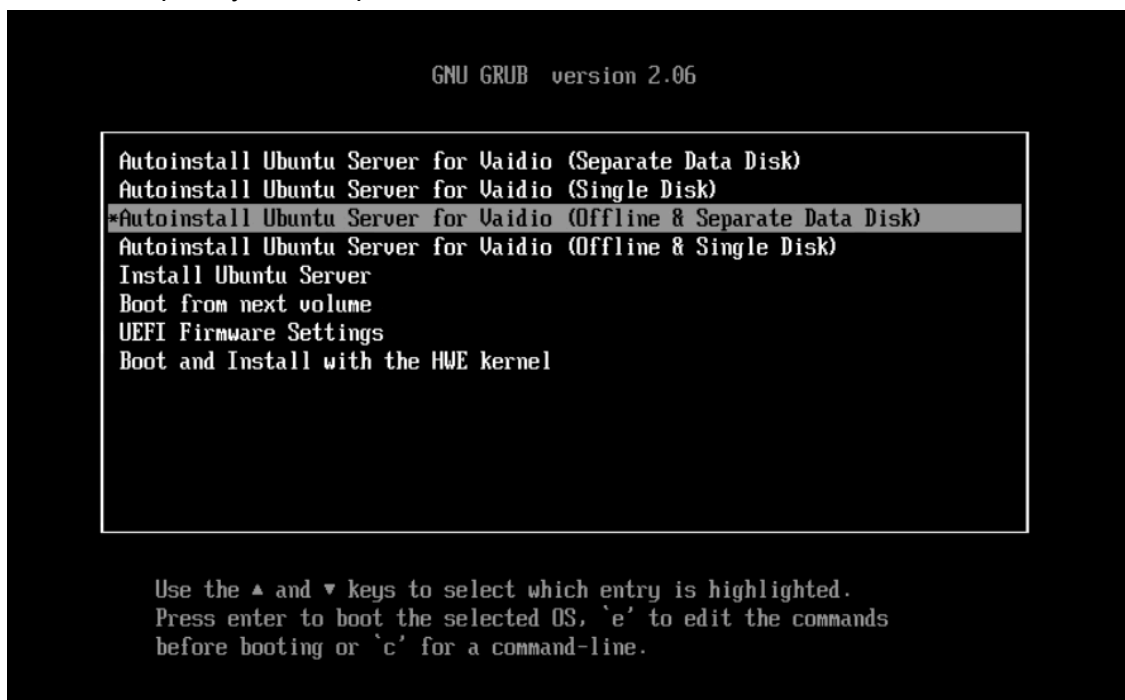 GNU GRUB version 2.06
Autoinstall Ubuntu Server for Vaidio (Separate Data Disk)
Autoinstall Ubuntu Server for Vaidio (Single Disk)
*Autoinstall Ubuntu Server for Vaidio (Offline & Separate Data Disk)
Autoinstall Ubuntu Server for Vaidio (Offline & Single Disk)
Install Ubuntu Server
Boot from next volume
UEFI Firmware Settings
Boot and Install with the HWE kernel
Use the ▲ and ▼ keys to select which entry is highlighted.
Press enter to boot the selected OS, `e´ to edit the commands
before booting or `c´ for a command-line.